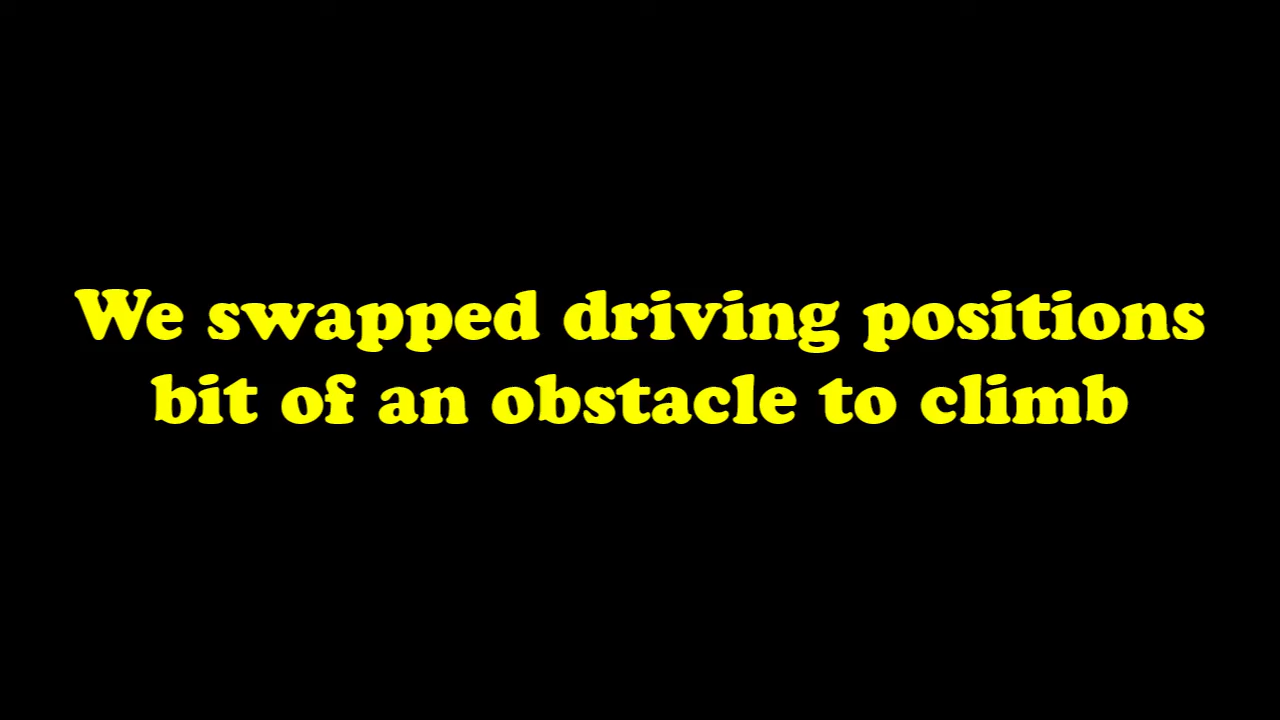 We swapped driving positions
bit of an obstacle to climb